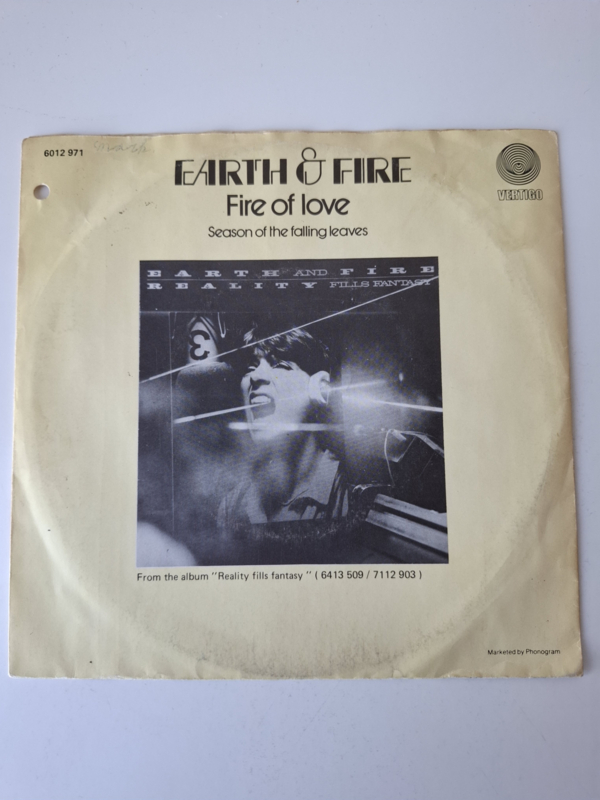 6012 971
EARTH & FIRE
VERTIGO
Fire of love
Season of the falling leaves
EARTH AND FIRE
REALITY FILLS FANTASY
3
From the album "Reality fills fantasy " ( 6413 509 / 7112 903 )
Marketed by Phonogram